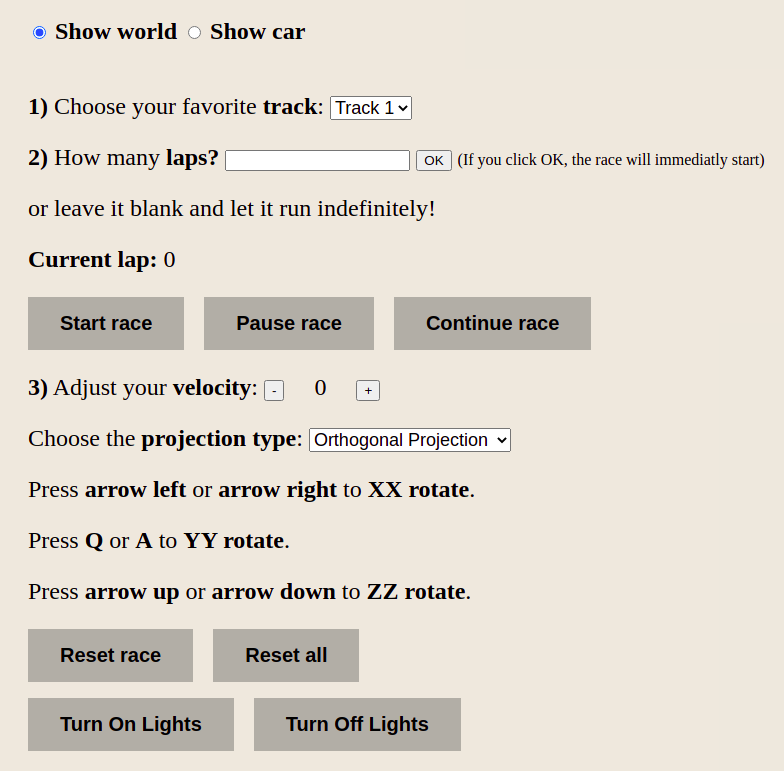 Show world Show car
1) Choose your favorite track: Track 1
2) How many laps? OK (If you click OK, the race will immediatly start)
or leave it blank and let it run indefinitely!
Current lap: 0
Start race Pause race Continue race
3) Adjust your velocity: - 0 +
Choose the projection type: Orthogonal Projection
Press arrow left or arrow right to XX rotate.
Press Q or A to YY rotate.
Press arrow up or arrow down to ZZ rotate.
Reset race Reset all
Turn On Lights Turn Off Lights